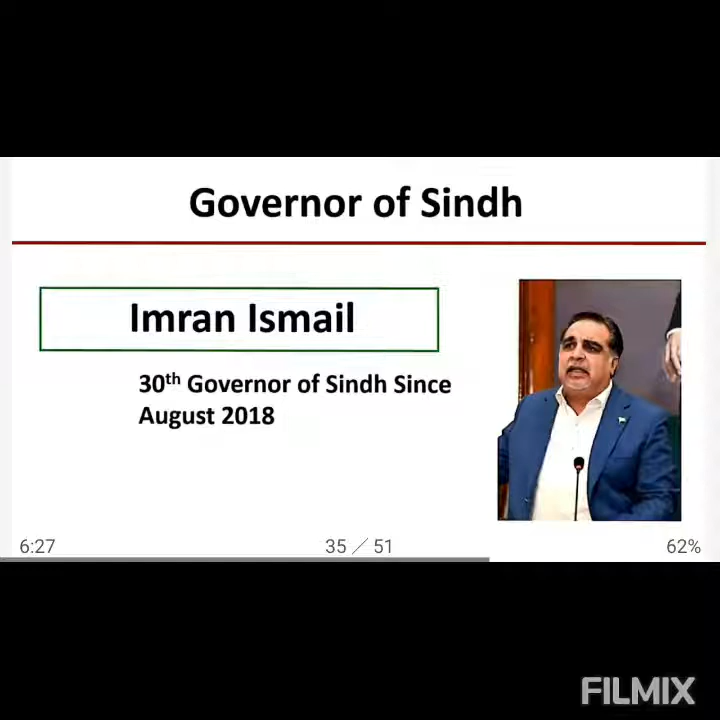 Governor of Sindh
Imran Ismail
30th Governor of Sindh Since
August 2018
6:27
35 / 51
62%
FILMIX